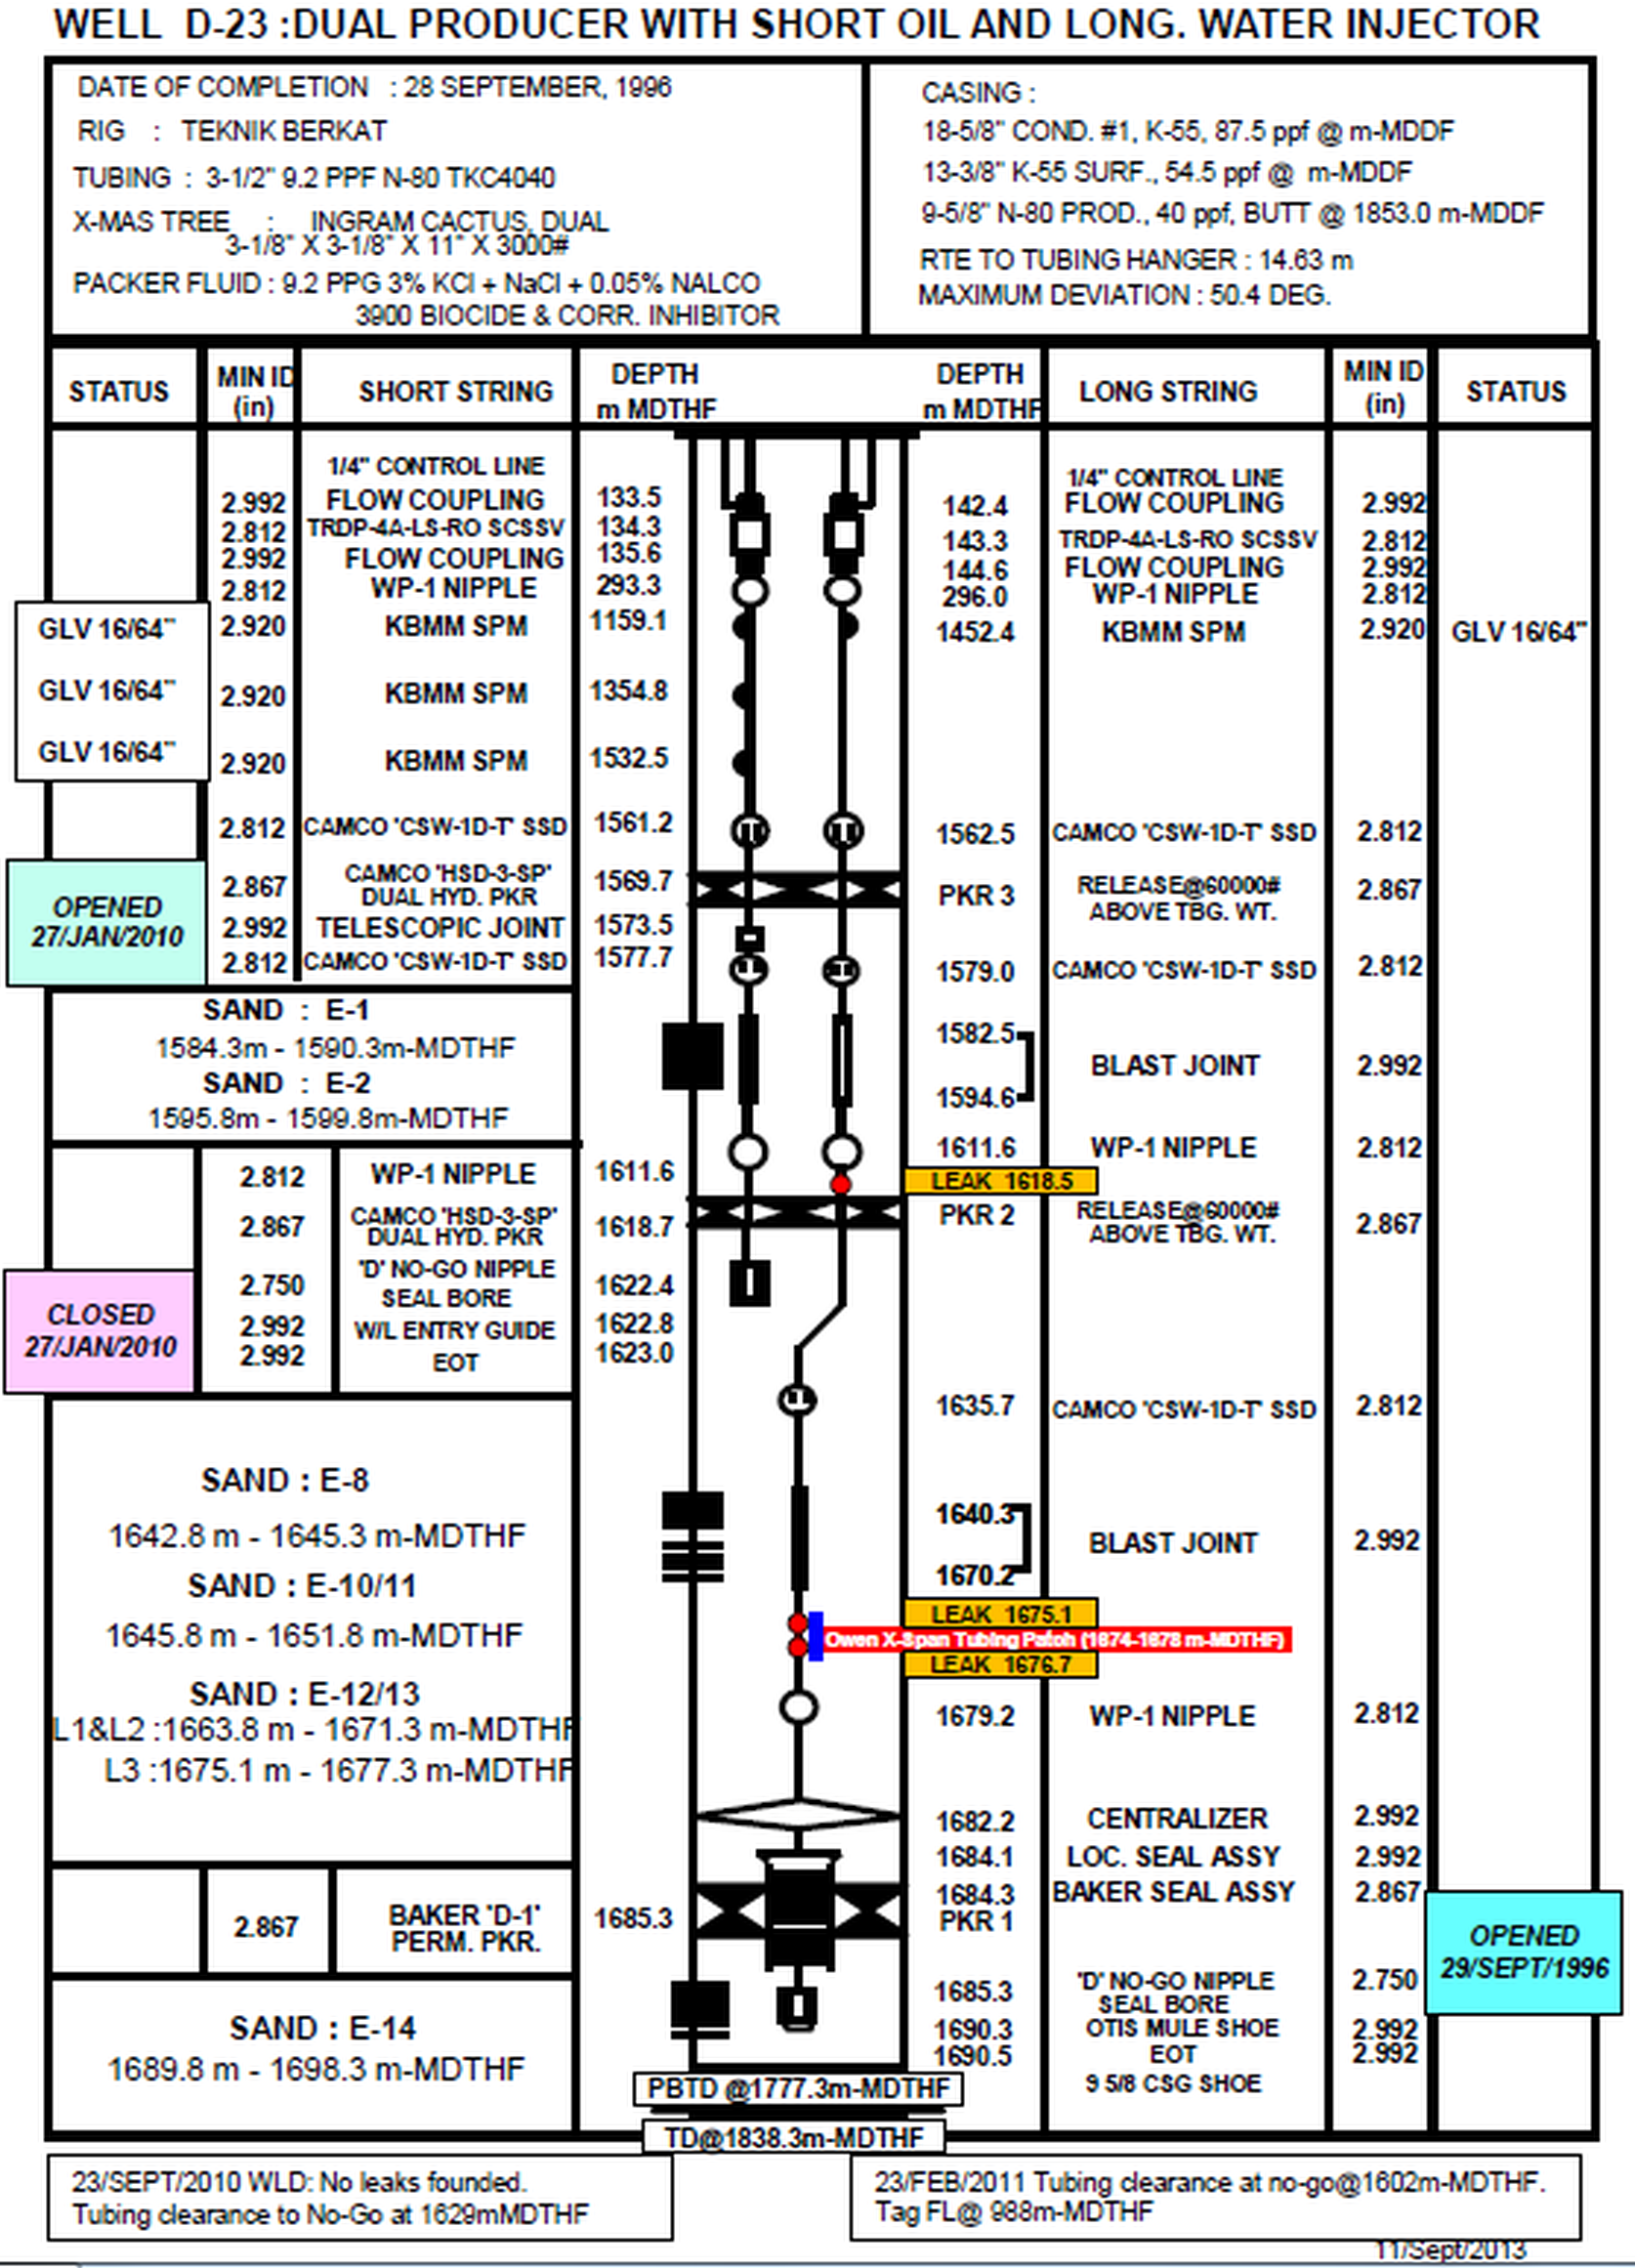 WELL D-23 :DUAL PRODUCER WITH SHORT OIL AND LONG. WATER INJECTOR
DATE OF COMPLETION : 28 SEPTEMBER, 1996
RIG : TEKNIK BERKAT
TUBING : 3-1/2" 9.2 PPF N-80 TKC4040
X-MAS TREE : INGRAM CACTUS, DUAL
3-1/8" X 3-1/8" X 11" X 3000#
PACKER FLUID : 9.2 PPG 3% KCl + NaCl + 0.05% NALCO
3900 BIOCIDE & CORR. INHIBITOR
CASING :
18-5/8" COND. #1, K-55, 87.5 ppf @ m-MDDF
13-3/8" K-55 SURF., 54.5 ppf @ m-MDDF
9-5/8" N-80 PROD., 40 ppf, BUTT @ 1853.0 m-MDDF
RTE TO TUBING HANGER : 14.63 m
MAXIMUM DEVIATION : 50.4 DEG.
STATUS MIN ID (in) SHORT STRING DEPTH m MDTHF DEPTH m MDTHF LONG STRING MIN ID (in) STATUS
1/4" CONTROL LINE
2.992 FLOW COUPLING 133.5
2.812 TRDP-4A-LS-RO SCSSV 134.3
2.992 FLOW COUPLING 135.6
2.812 WP-1 NIPPLE 293.3
GLV 16/64"" 2.920 KBMM SPM 1159.1
GLV 16/64"" 2.920 KBMM SPM 1354.8
GLV 16/64"" 2.920 KBMM SPM 1532.5
2.812 CAMCO 'CSW-1D-T' SSD 1561.2
OPENED
27/JAN/2010
2.867 CAMCO 'HSD-3-SP' DUAL HYD. PKR 1569.7
2.992 TELESCOPIC JOINT 1573.5
2.812 CAMCO 'CSW-1D-T' SSD 1577.7
SAND : E-1
1584.3m - 1590.3m-MDTHF
SAND : E-2
1595.8m - 1599.8m-MDTHF
2.812 WP-1 NIPPLE 1611.6
2.867 CAMCO 'HSD-3-SP' DUAL HYD. PKR 1618.7
2.750 'D' NO-GO NIPPLE SEAL BORE 1622.4
CLOSED
27/JAN/2010
2.992 W/L ENTRY GUIDE 1622.8
2.992 EOT 1623.0
SAND : E-8
1642.8 m - 1645.3 m-MDTHF
SAND : E-10/11
1645.8 m - 1651.8 m-MDTHF
SAND : E-12/13
L1&L2 :1663.8 m - 1671.3 m-MDTHF
L3 :1675.1 m - 1677.3 m-MDTHF
2.867 BAKER 'D-1' PERM. PKR. 1685.3
SAND : E-14
1689.8 m - 1698.3 m-MDTHF
1/4" CONTROL LINE
142.4 FLOW COUPLING 2.992
143.3 TRDP-4A-LS-RO SCSSV 2.812
144.6 FLOW COUPLING 2.992
296.0 WP-1 NIPPLE 2.812
1452.4 KBMM SPM 2.920 GLV 16/64""
1562.5 CAMCO 'CSW-1D-T' SSD 2.812
PKR 3 RELEASE@60000# ABOVE TBG. WT. 2.867
1579.0 CAMCO 'CSW-1D-T' SSD 2.812
1582.5
BLAST JOINT 2.992
1594.6
1611.6 WP-1 NIPPLE 2.812
LEAK 1618.5
PKR 2 RELEASE@60000# ABOVE TBG. WT. 2.867
1635.7 CAMCO 'CSW-1D-T' SSD 2.812
1640.3
BLAST JOINT 2.992
1670.2
LEAK 1675.1
Owen X-Span Tubing Patch (1674-1678 m-MDTHF)
LEAK 1676.7
1679.2 WP-1 NIPPLE 2.812
1682.2 CENTRALIZER 2.992
1684.1 LOC. SEAL ASSY 2.992
1684.3 BAKER SEAL ASSY 2.867
PKR 1
OPENED
29/SEPT/1996
1685.3 'D' NO-GO NIPPLE SEAL BORE 2.750
1690.3 OTIS MULE SHOE 2.992
1690.5 EOT 2.992
9 5/8 CSG SHOE
PBTD @1777.3m-MDTHF
TD@1838.3m-MDTHF
23/SEPT/2010 WLD: No leaks founded.
Tubing clearance to No-Go at 1629mMDTHF
23/FEB/2011 Tubing clearance at no-go@1602m-MDTHF.
Tag FL@ 988m-MDTHF
11/Sept/2013